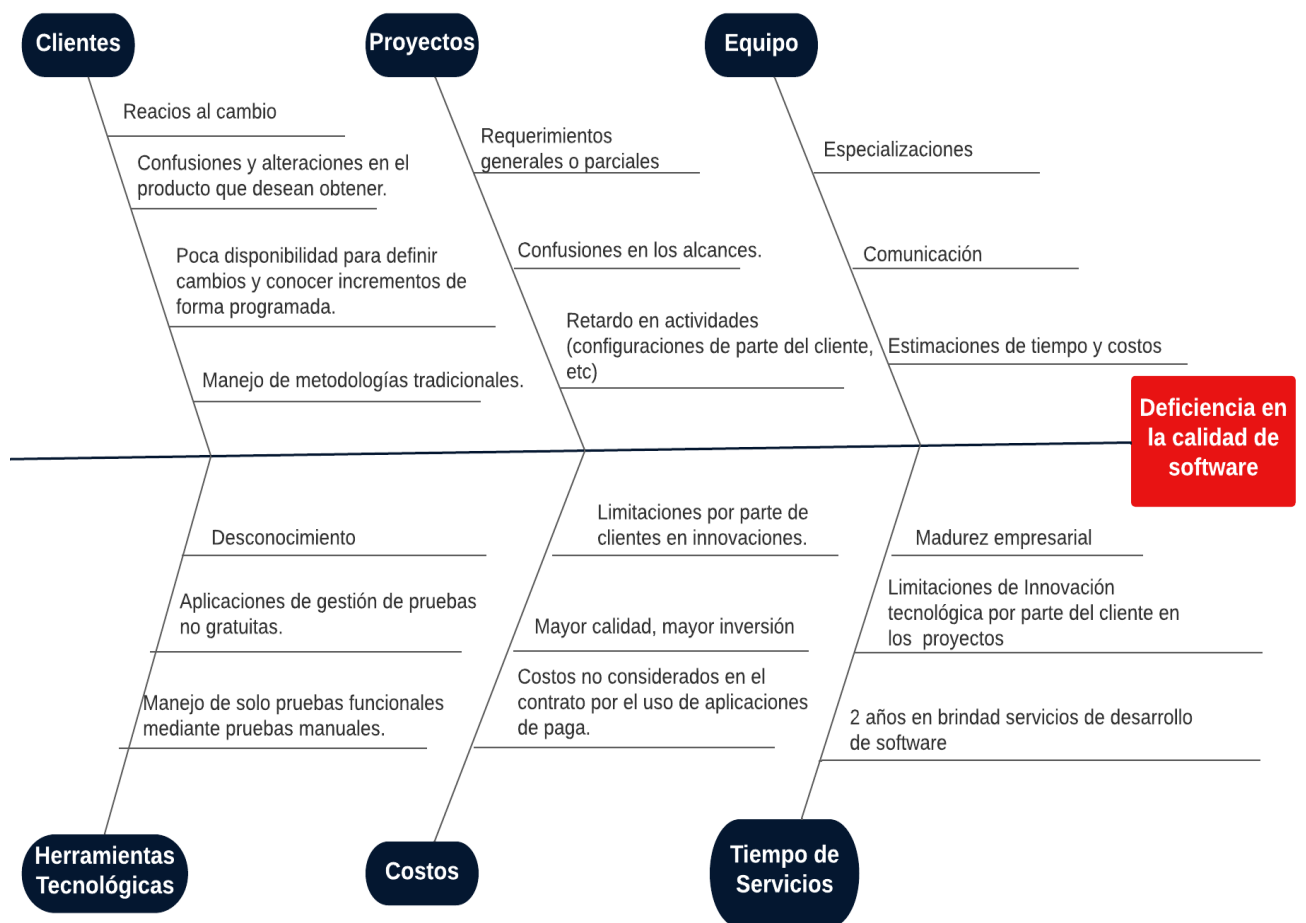 Clientes
Proyectos
Equipo
Reacios al cambio
Confusiones y alteraciones en el
producto que desean obtener.
Poca disponibilidad para definir
cambios y conocer incrementos de
forma programada.
Manejo de metodologías tradicionales.
Requerimientos
generales o parciales
Confusiones en los alcances.
Retardo en actividades
(configuraciones de parte del cliente,
etc)
Especializaciones
Comunicación
Estimaciones de tiempo y costos
Deficiencia en
la calidad de
software
Desconocimiento
Aplicaciones de gestión de pruebas
no gratuitas.
Manejo de solo pruebas funcionales
mediante pruebas manuales.
Limitaciones por parte de
clientes en innovaciones.
Mayor calidad, mayor inversión
Costos no considerados en el
contrato por el uso de aplicaciones
de paga.
Madurez empresarial
Limitaciones de Innovación
tecnológica por parte del cliente en
los  proyectos
2 años en brindad servicios de desarrollo
de software
Herramientas
Tecnológicas
Costos
Tiempo de
Servicios